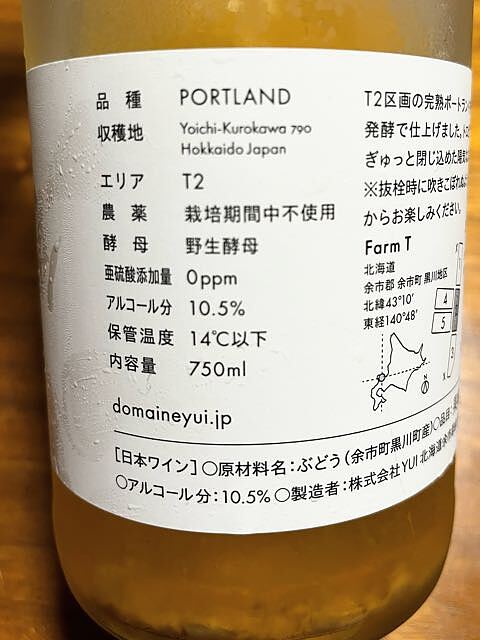 品種 PORTLAND
収穫地 Yoichi-Kurokawa 790
Hokkaido Japan
エリア T2
農薬 栽培期間中不使用
酵母 野生酵母
亜硫酸添加量 0ppm
アルコール分 10.5%
保管温度 14℃以下
内容量 750ml
domaineyui.jp
T2区画の完熟ポートラン
発酵で仕上げました。
ぎゅっと閉じ込めた
※抜栓時に吹きこぼれ
からお楽しみください。
Farm T
北海道
余市郡 余市町 黒川地区
北緯43°10'
東経140°48'
4
5
3
[日本ワイン]○原材料名:ぶどう(余市町黒川町産)○品目:
○アルコール分:10.5%○製造者:株式会社YUI 北海道余市